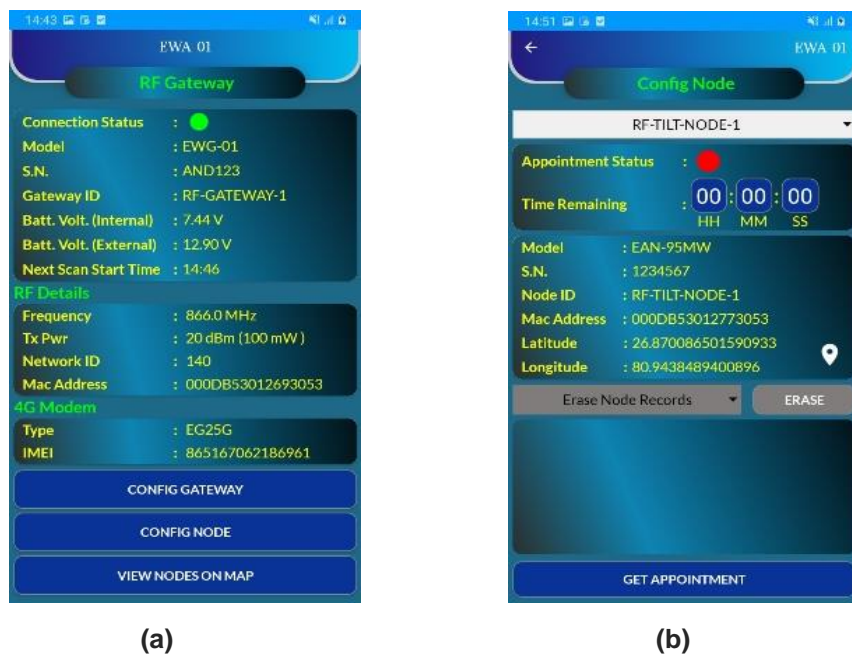 14:43
EWA 01
RF Gateway
Connection Status :
Model : EWG-01
S.N. : AND123
Gateway ID : RF-GATEWAY-1
Batt. Volt. (Internal) : 7.44 V
Batt. Volt. (External) : 12.90 V
Next Scan Start Time : 14:46
RF Details
Frequency : 866.0 MHz
Tx Pwr : 20 dBm (100 mW )
Network ID : 140
Mac Address : 000DB53012693053
4G Modem
Type : EG25G
IMEI : 865167062186961
CONFIG GATEWAY
CONFIG NODE
VIEW NODES ON MAP
(a)
14:51
EWA 01
Config Node
RF-TILT-NODE-1
Appointment Status :
Time Remaining : 00 : 00 : 00
HH MM SS
Model : EAN-95MW
S.N. : 1234567
Node ID : RF-TILT-NODE-1
Mac Address : 000DB53012773053
Latitude : 26.870086501590933
Longitude : 80.9438489400896
Erase Node Records ERASE
GET APPOINTMENT
(b)